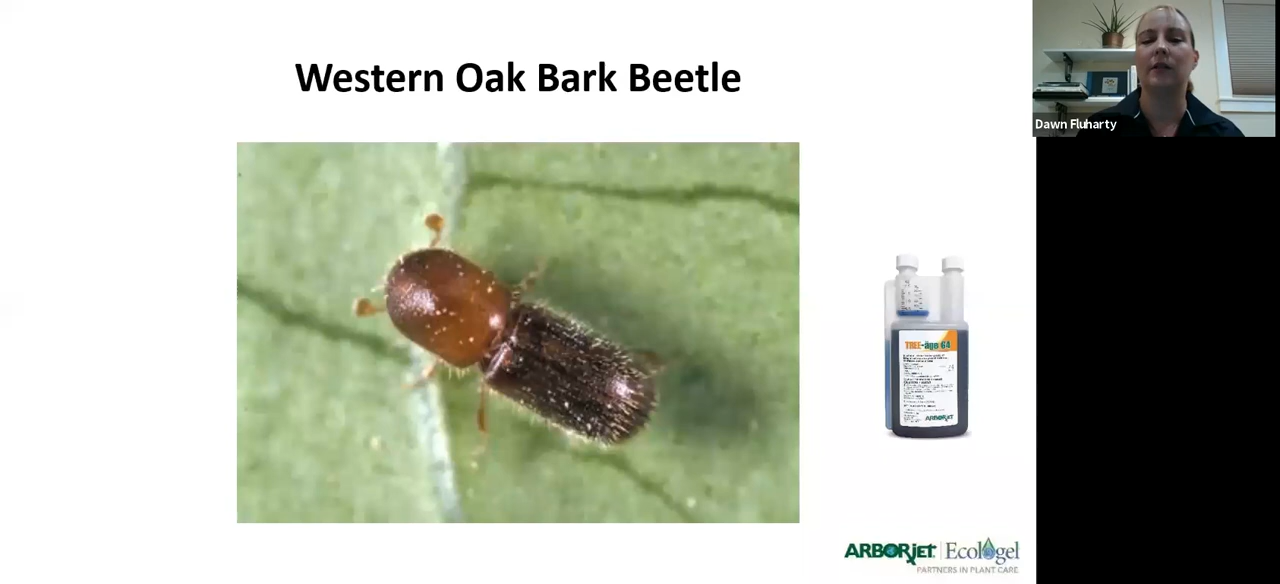 Western Oak Bark Beetle
Dawn Fluharty
TREE-äge G4
ARBORjet
ARBORjet | Ecologel
PARTNERS IN PLANT CARE